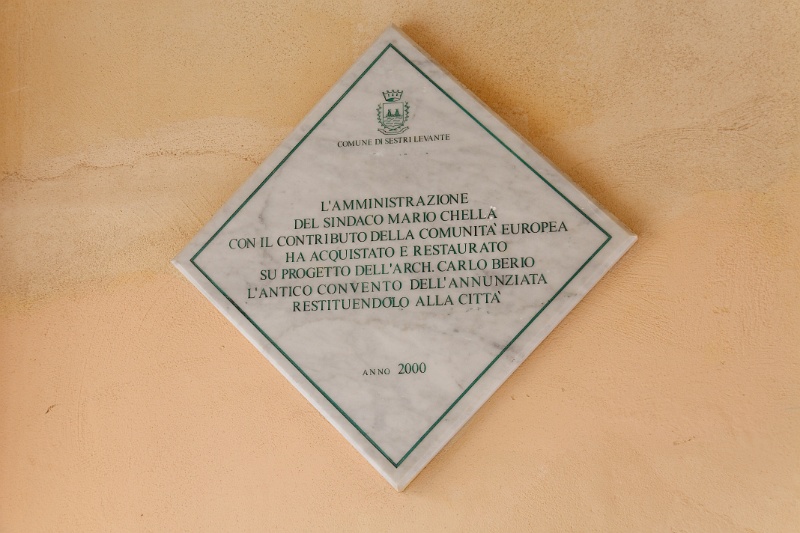 COMUNE DI SESTRI LEVANTE
L'AMMINISTRAZIONE
DEL SINDACO MARIO CHELLA
CON IL CONTRIBUTO DELLA COMUNITA' EUROPEA
HA ACQUISTATO E RESTAURATO
SU PROGETTO DELL'ARCH. CARLO BERIO
L'ANTICO CONVENTO DELL'ANNUNZIATA
RESTITUENDOLO ALLA CITTA'
ANNO 2000